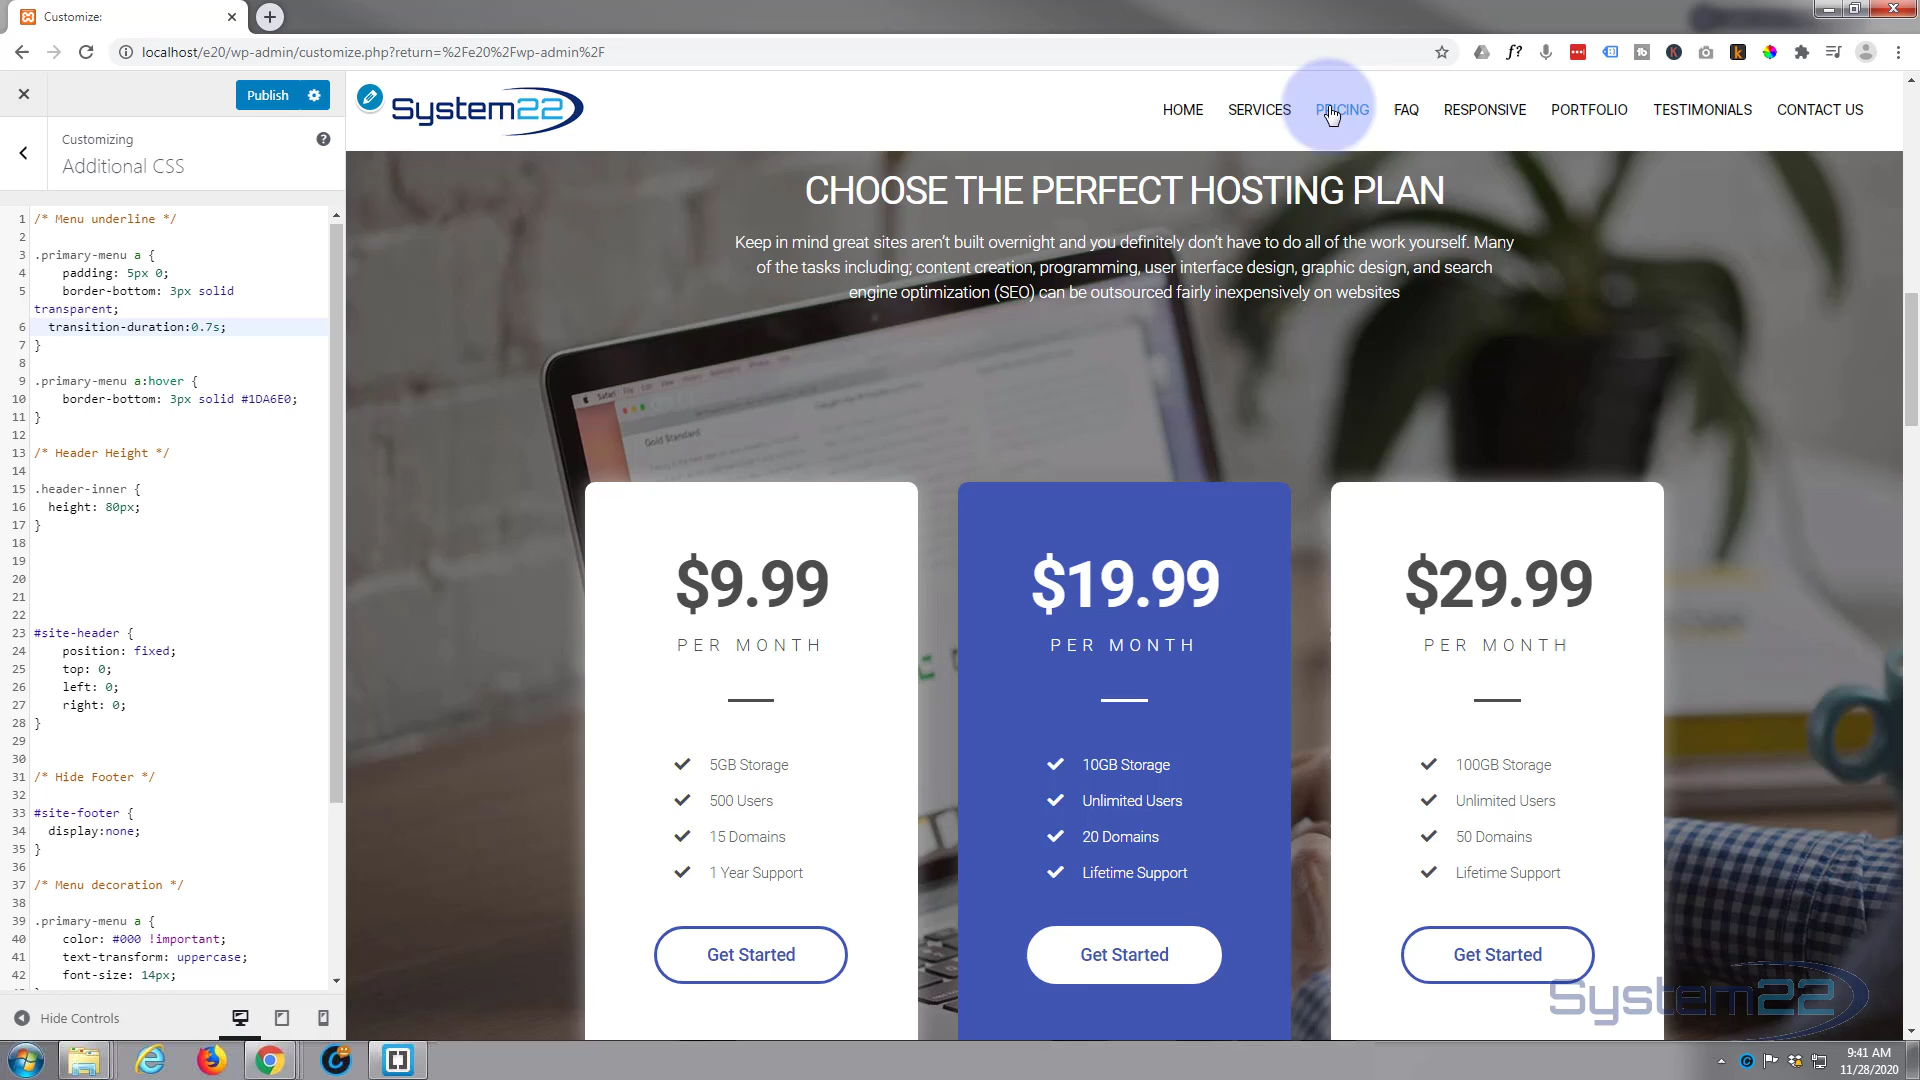 Customize:
localhost/e20/wp-admin/customize.php?return=%2Fe20%2Fwp-admin%2F
Publish
Customizing
Additional CSS
1 /* Menu underline */
2
3 .primary-menu a {
4 padding: 5px 0;
5 border-bottom: 3px solid
transparent;
6 transition-duration:0.7s;
7 }
8
9 .primary-menu a:hover {
10 border-bottom: 3px solid #1DA6E0;
11 }
12
13 /* Header Height */
14
15 .header-inner {
16 height: 80px;
17 }
18
19
20
21
22
23 #site-header {
24 position: fixed;
25 top: 0;
26 left: 0;
27 right: 0;
28 }
29
30
31 /* Hide Footer */
32
33 #site-footer {
34 display:none;
35 }
36
37 /* Menu decoration */
38
39 .primary-menu a {
40 color: #000 !important;
41 text-transform: uppercase;
42 font-size: 14px;
Hide Controls
System22
HOME SERVICES PRICING FAQ RESPONSIVE PORTFOLIO TESTIMONIALS CONTACT US
CHOOSE THE PERFECT HOSTING PLAN
Keep in mind great sites aren't built overnight and you definitely don't have to do all of the work yourself. Many
of the tasks including; content creation, programming, user interface design, graphic design, and search
engine optimization (SEO) can be outsourced fairly inexpensively on websites
Gold Standard
$9.99
PER MONTH
5GB Storage
500 Users
15 Domains
1 Year Support
Get Started
$19.99
PER MONTH
10GB Storage
Unlimited Users
20 Domains
Lifetime Support
Get Started
$29.99
PER MONTH
100GB Storage
Unlimited Users
50 Domains
Lifetime Support
Get Started
System22
9:41 AM
11/28/2020